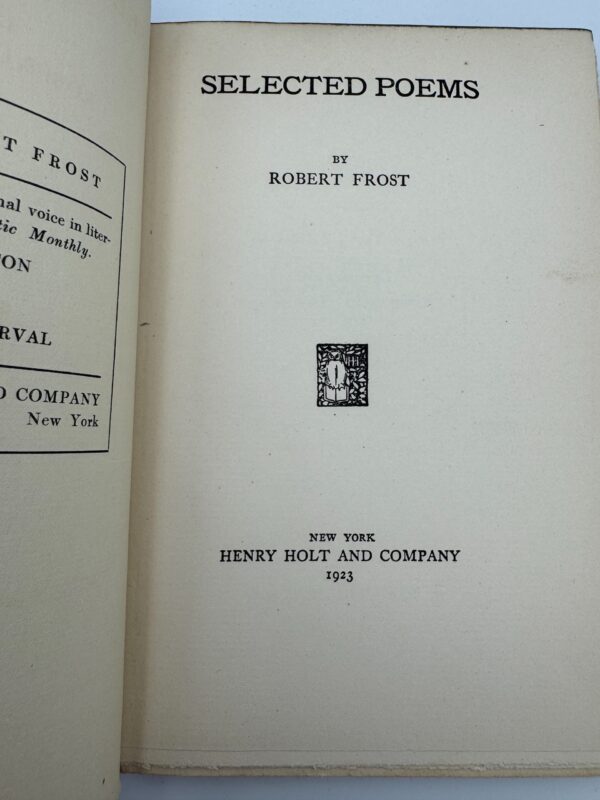 T FROST
nal voice in liter-
tic Monthly.
TON
RVAL
D COMPANY
New York
SELECTED POEMS
BY
ROBERT FROST
NEW YORK
HENRY HOLT AND COMPANY
1923